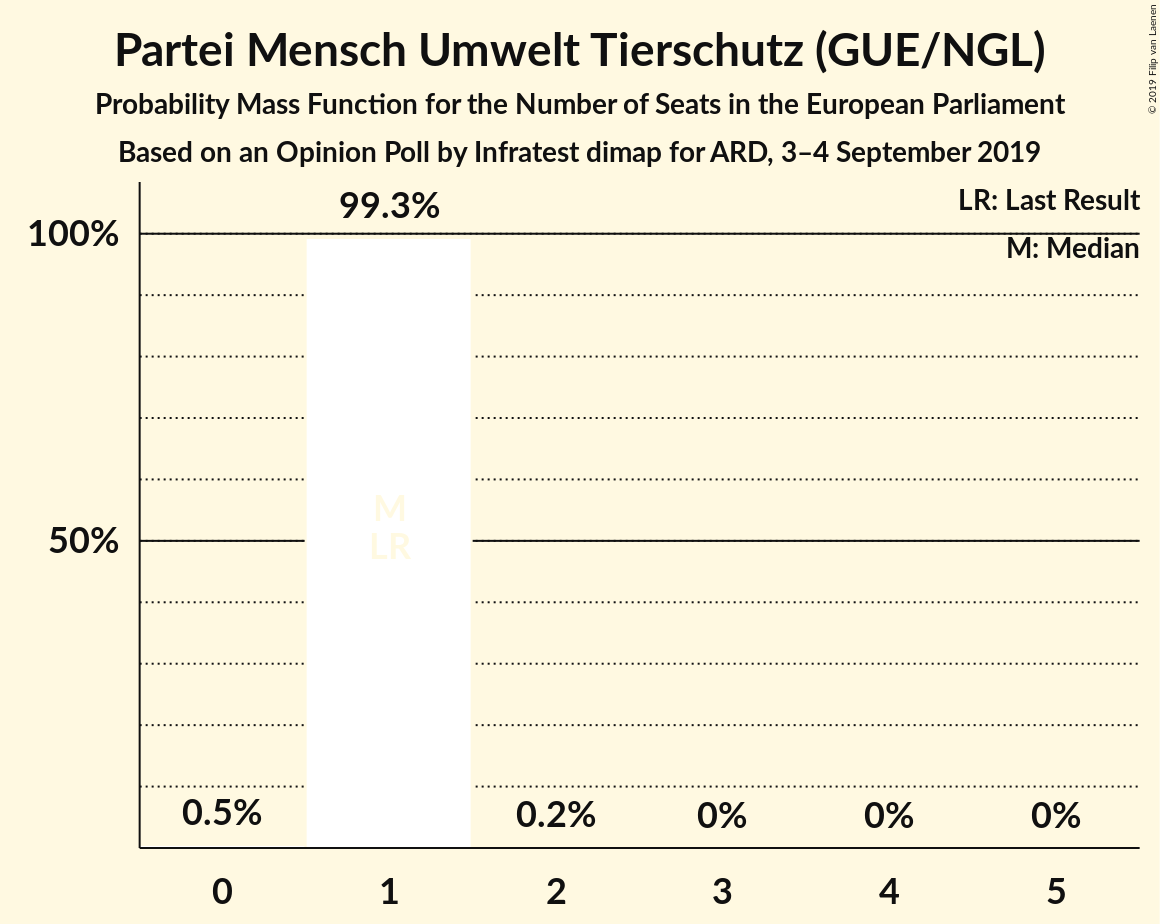 Partei Mensch Umwelt Tierschutz (GUE/NGL)
Probability Mass Function for the Number of Seats in the European Parliament
Based on an Opinion Poll by Infratest dimap for ARD, 3–4 September 2019
© 2019 Filip van Laenen
LR: Last Result
M: Median
99.3%
100%
50%
M
LR
0.5%
0.2%
0%
0%
0%
0
1
2
3
4
5